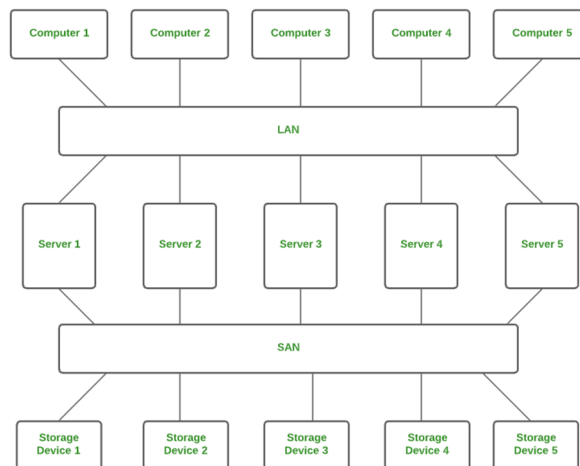 Computer 1
Computer 2
Computer 3
Computer 4
Computer 5
LAN
Server 1
Server 2
Server 3
Server 4
Server 5
SAN
Storage
Device 1
Storage
Device 2
Storage
Device 3
Storage
Device 4
Storage
Device 5